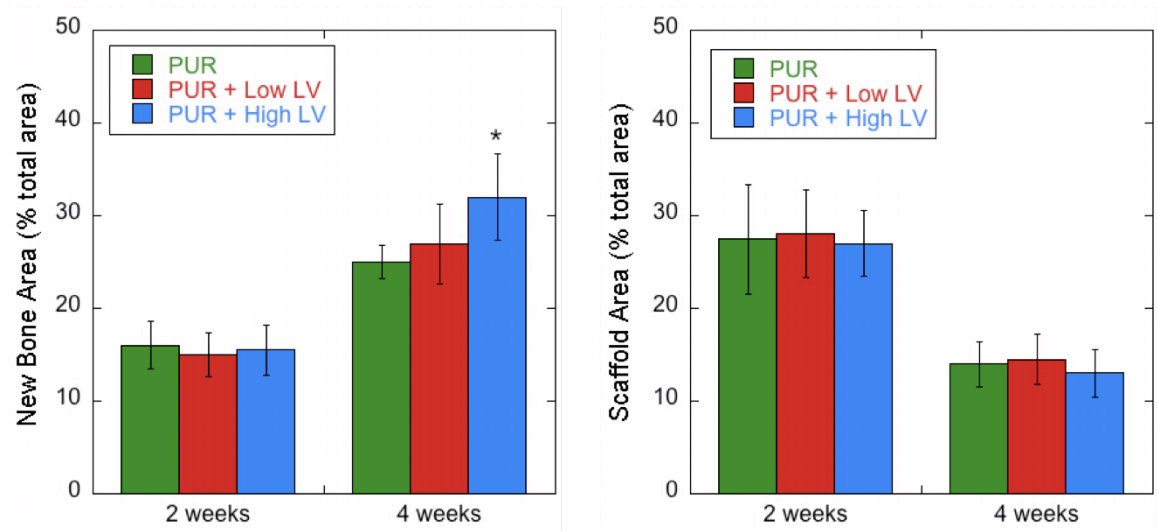 50
40
30
20
10
0
New Bone Area (% total area)
PUR
PUR + Low LV
PUR + High LV
*
2 weeks
4 weeks
50
40
30
20
10
0
Scaffold Area (% total area)
PUR
PUR + Low LV
PUR + High LV
2 weeks
4 weeks